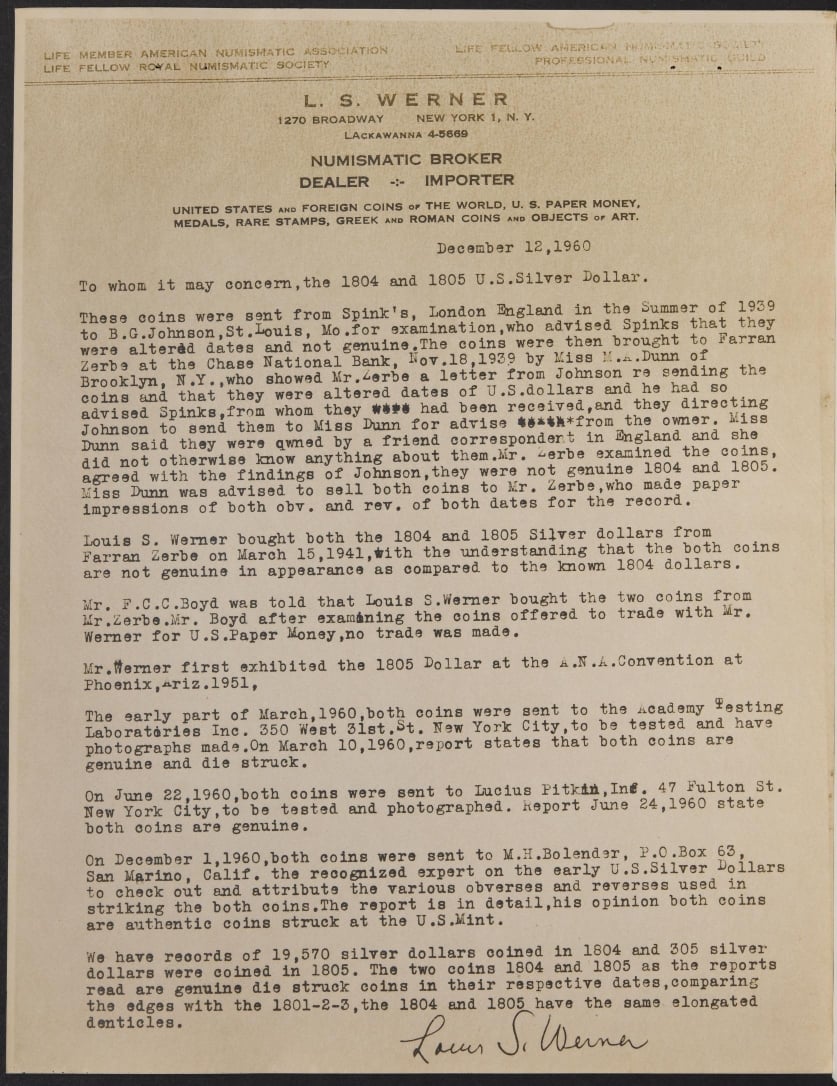 LIFE MEMBER AMERICAN NUMISMATIC ASSOCIATION
LIFE FELLOW ROYAL NUMISMATIC SOCIETY
LIFE FELLOW AMERICAN NUMISMATIC SOCIETY
PROFESSIONAL NUMISMATIC GUILD
L. S. WERNER
1270 BROADWAY NEW YORK 1, N. Y.
LACKAWANNA 4-5669
NUMISMATIC BROKER
DEALER -:- IMPORTER
UNITED STATES AND FOREIGN COINS OF THE WORLD, U. S. PAPER MONEY,
MEDALS, RARE STAMPS, GREEK AND ROMAN COINS AND OBJECTS OF ART.
December 12,1960
To whom it may concern,the 1804 and 1805 U.S.Silver Dollar.
These coins were sent from Spink's, London England in the Summer of 1939
to B.G.Johnson,St.Louis, Mo.for examination,who advised Spinks that they
were altered dates and not genuine.The coins were then brought to Farran
Zerbe at the Chase National Bank, Nov.18,1939 by Miss M.A.Dunn of
Brooklyn, N.Y.,who showed Mr.Zerbe a letter from Johnson re sending the
coins and that they were altered dates of U.S.dollars and he had so
advised Spinks,from whom they had been received,and they directing
Johnson to send them to Miss Dunn for advise from the owner. Miss
Dunn said they were qwned by a friend correspondent in England and she
did not otherwise know anything about them.Mr. Zerbe examined the coins,
agreed with the findings of Johnson,they were not genuine 1804 and 1805.
Miss Dunn was advised to sell both coins to Mr. Zerbe,who made paper
impressions of both obv. and rev. of both dates for the record.
Louis S. Werner bought both the 1804 and 1805 Silver dollars from
Farran Zerbe on March 15,1941,with the understanding that the both coins
are not genuine in appearance as compared to the known 1804 dollars.
Mr. F.C.C.Boyd was told that Louis S.Werner bought the two coins from
Mr.Zerbe.Mr. Boyd after examining the coins offered to trade with Mr.
Werner for U.S.Paper Money,no trade was made.
Mr.Werner first exhibited the 1805 Dollar at the A.N.A.Convention at
Phoenix,Ariz.1951,
The early part of March,1960,both coins were sent to the Academy Testing
Laboratories Inc. 350 West 31st.St. New York City,to be tested and have
photographs made.On March 10,1960,report states that both coins are
genuine and die struck.
On June 22,1960,both coins were sent to Lucius Pitkin,Inc. 47 Fulton St.
New York City,to be tested and photographed. Report June 24,1960 state
both coins are genuine.
On December 1,1960,both coins were sent to M.H.Bolender, P.O.Box 63,
San Marino, Calif. the recognized expert on the early U.S.Silver Dollars
to check out and attribute the various obverses and reverses used in
striking the both coins.The report is in detail,his opinion both coins
are authentic coins struck at the U.S.Mint.
We have records of 19,570 silver dollars coined in 1804 and 305 silver
dollars were coined in 1805. The two coins 1804 and 1805 as the reports
read are genuine die struck coins in their respective dates,comparing
the edges with the 1801-2-3,the 1804 and 1805 have the same elongated
denticles.
Louis S. Werner